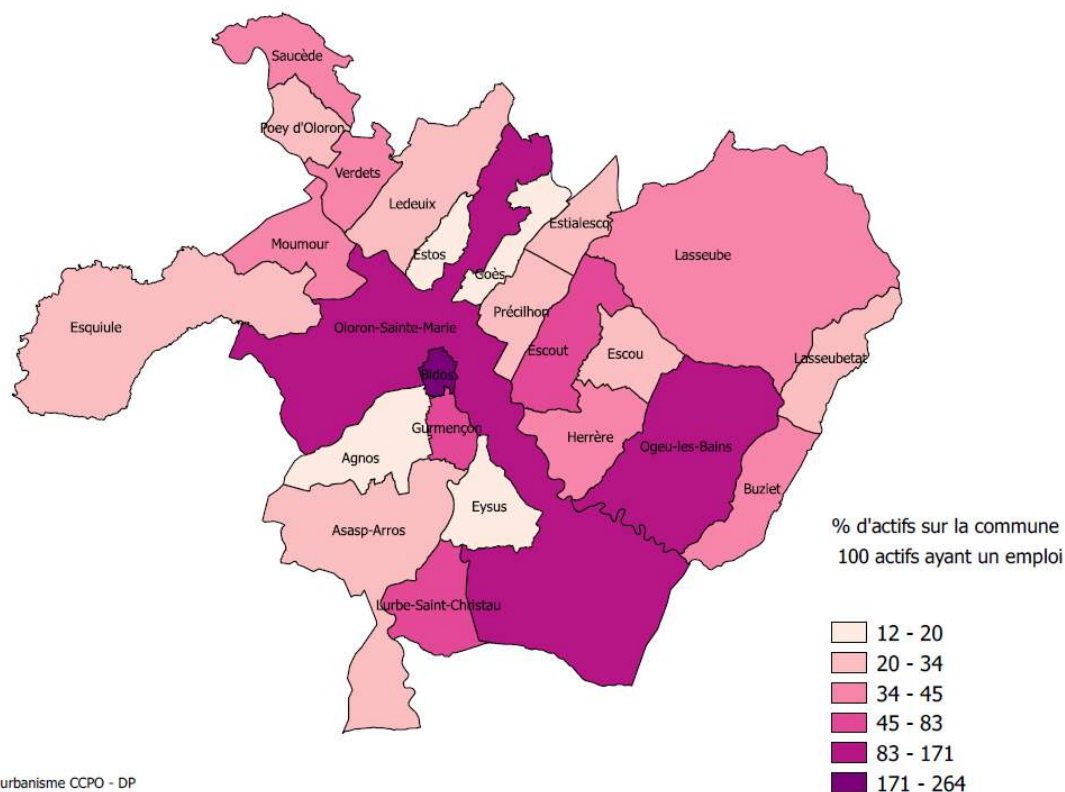 Saucède
Poey d'Oloron
Verdets
Ledeuix
Estialescq
Moumour
Estos
Lasseube
Goès
Esquiule
Précilhon
Oloron-Sainte-Marie
Escout
Escou
Lasseubetat
Bidos
Gurmençon
Herrère
Ogeu-les-Bains
Agnos
Buziet
Eysus
Asasp-Arros
Lurbe-Saint-Christau
% d'actifs sur la commune
100 actifs ayant un emploi
12 - 20
20 - 34
34 - 45
45 - 83
83 - 171
171 - 264
urbanisme CCPO - DP